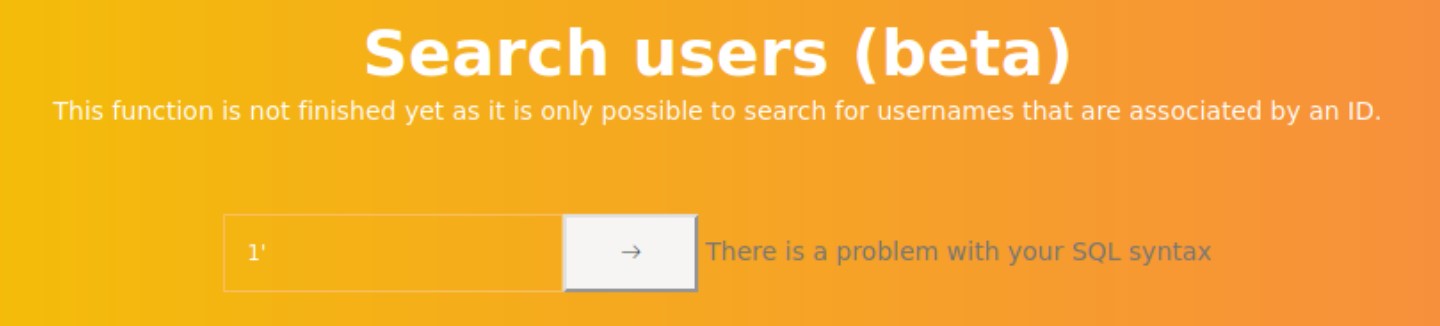 Search users (beta)
This function is not finished yet as it is only possible to search for usernames that are associated by an ID.
1' → There is a problem with your SQL syntax